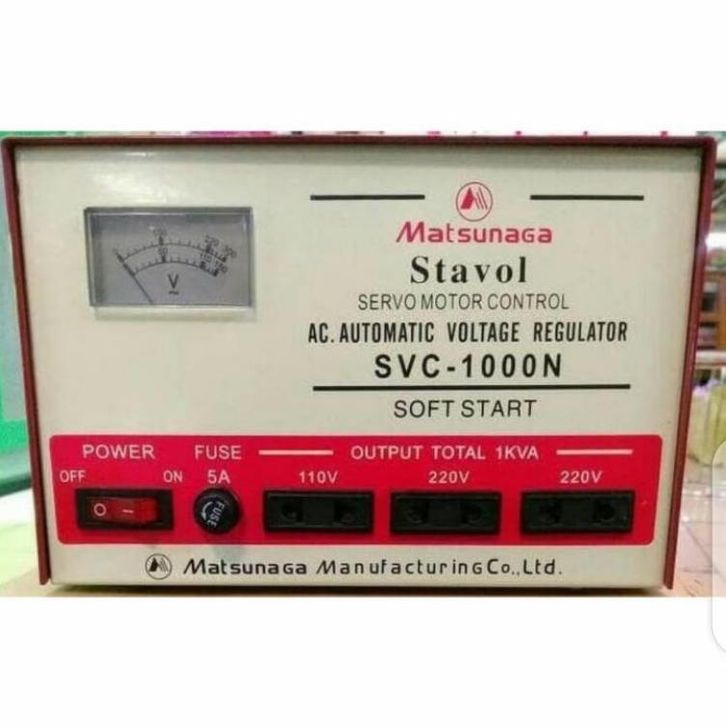 Matsunaga
Stavol
SERVO MOTOR CONTROL
AC. AUTOMATIC VOLTAGE REGULATOR
SVC-1000N
SOFT START
V
POWER
OFF ON
FUSE
5A
OUTPUT TOTAL 1KVA
110V 220V 220V
FUSE
Matsunaga Manufacturing Co.,Ltd.